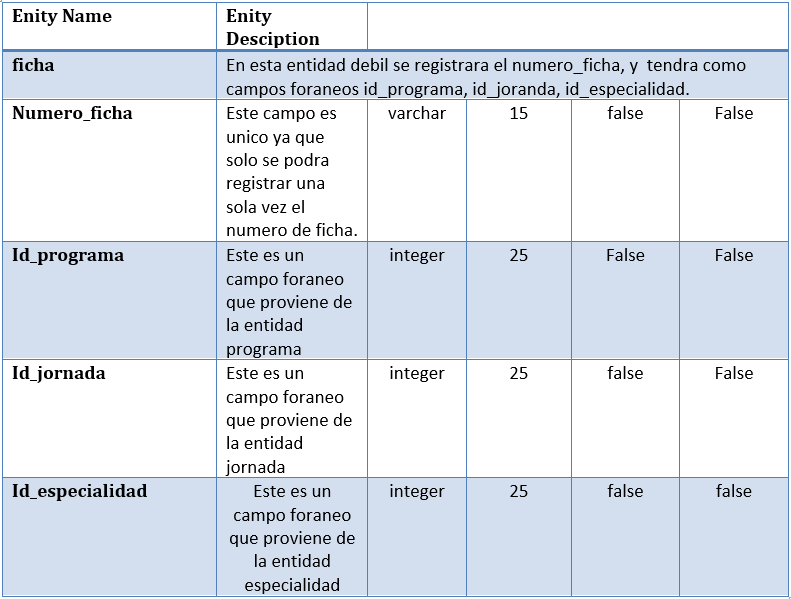 Enity Name
Enity
Desciption
ficha
En esta entidad debil se registrara el numero_ficha, y  tendra como
campos foraneos id_programa, id_joranda, id_especialidad.
Numero_ficha
Este campo es
unico ya que
solo se podra
registrar una
sola vez el
numero de ficha.
varchar
15
false
False
Id_programa
Este es un
campo foraneo
que proviene de
la entidad
programa
integer
25
False
False
Id_jornada
Este es un
campo foraneo
que proviene de
la entidad
jornada
integer
25
false
False
Id_especialidad
Este es un
campo foraneo
que proviene de
la entidad
especialidad
integer
25
false
false